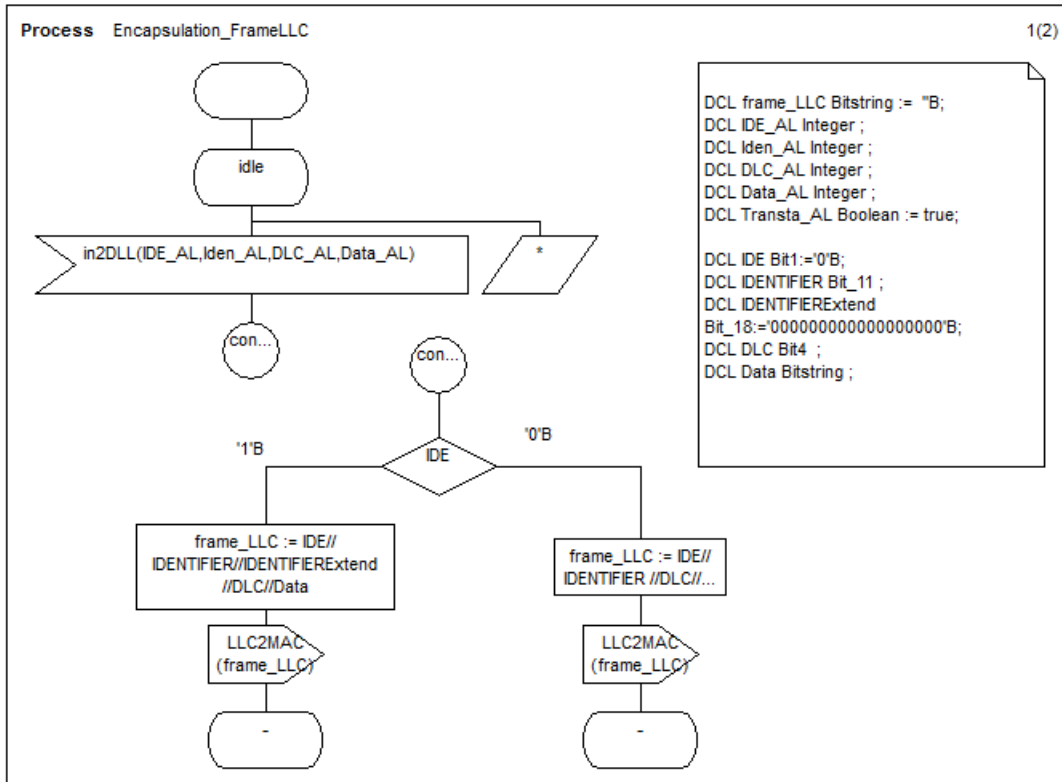 Process Encapsulation_FrameLLC
1(2)
idle
in2DLL(IDE_AL,Iden_AL,DLC_AL,Data_AL)
*
con...
con...
IDE
'1'B
'0'B
frame_LLC := IDE//
IDENTIFIER//IDENTIFIERExtend
//DLC//Data
frame_LLC := IDE//
IDENTIFIER //DLC//...
LLC2MAC
(frame_LLC)
LLC2MAC
(frame_LLC)
-
-
DCL frame_LLC Bitstring := ''B;
DCL IDE_AL Integer ;
DCL Iden_AL Integer ;
DCL DLC_AL Integer ;
DCL Data_AL Integer ;
DCL Transta_AL Boolean := true;
DCL IDE Bit1:='0'B;
DCL IDENTIFIER Bit_11 ;
DCL IDENTIFIERExtend
Bit_18:='000000000000000000'B;
DCL DLC Bit4 ;
DCL Data Bitstring ;